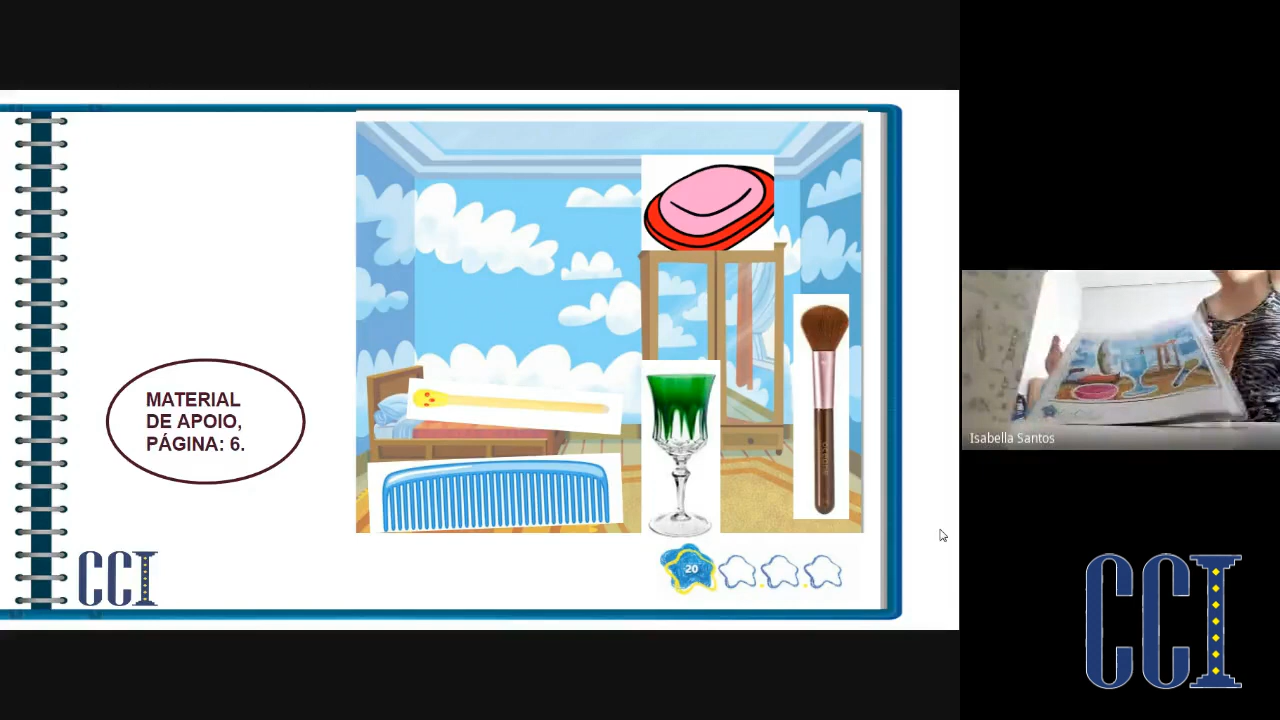 MATERIAL
DE APOIO,
PÁGINA: 6.
CCI
20
Isabella Santos
CCI